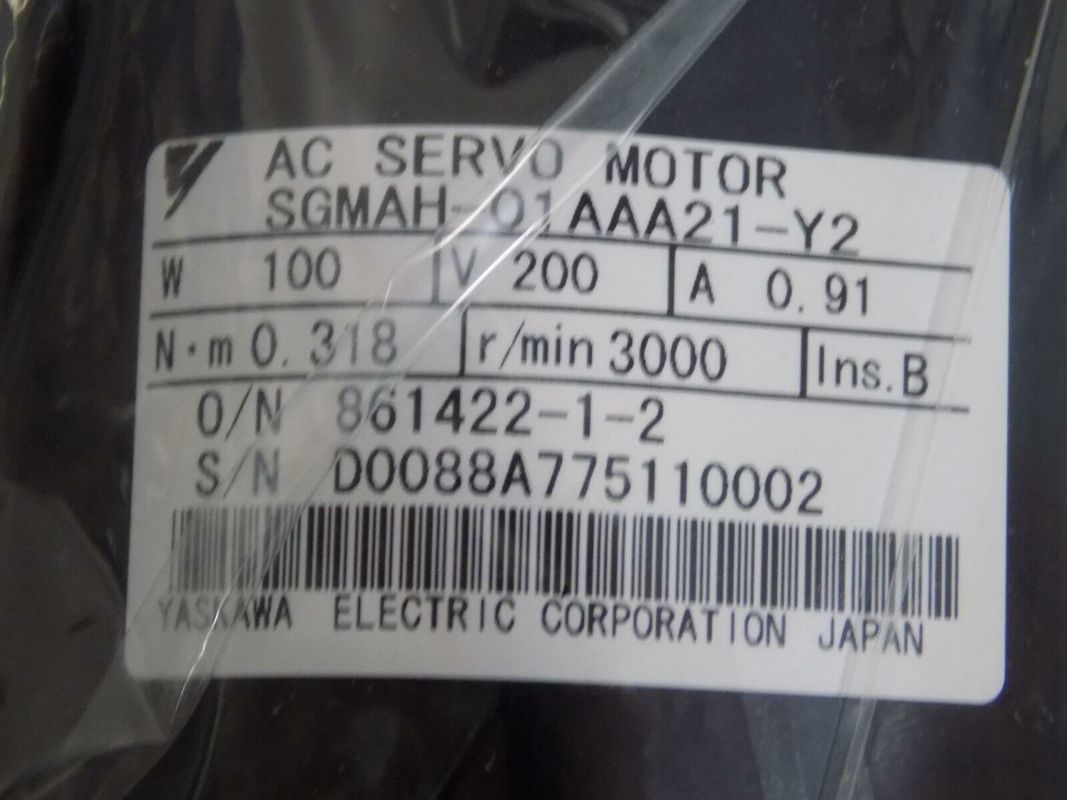 AC SERVO MOTOR
SGMAH-01AAA21-Y2
W 100 V 200 A 0.91
N·m 0.318 r/min 3000 Ins.B
O/N 861422-1-2
S/N D0088A775110002
YASKAWA ELECTRIC CORPORATION JAPAN